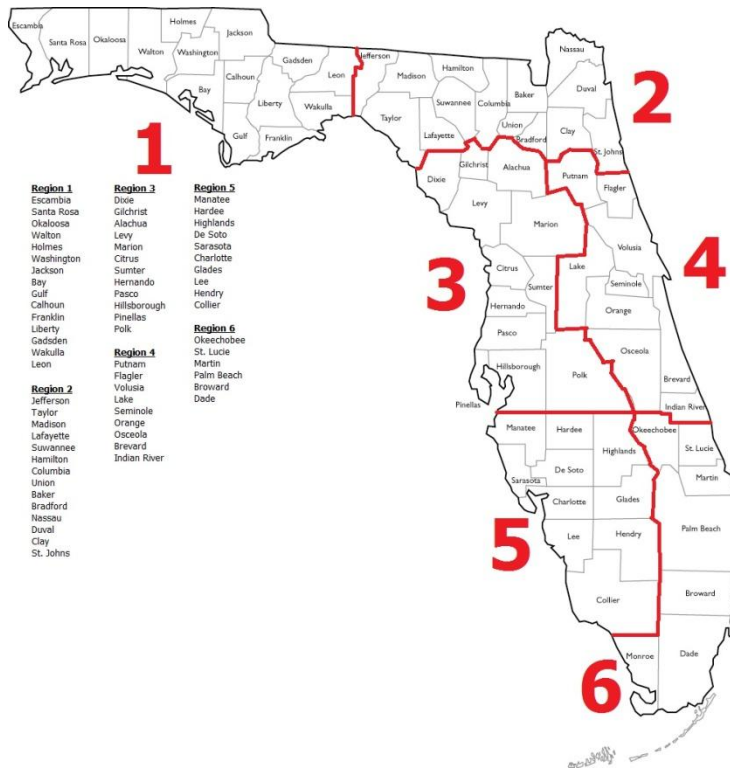 Holmes
Escambia
Jackson
Santa Rosa
Okaloosa
Walton
Washington
Gadsden
Jefferson
Hamilton
Nassau
Madison
Calhoun
Leon
Bay
Liberty
Wakulla
Suwannee
Columbia
Baker
Duval
Gulf
Franklin
Taylor
Lafayette
Union
Bradford
Clay
St. Johns
1
2
Dixie
Gilchrist
Alachua
Putnam
Flagler
Levy
Marion
Volusia
3
4
Citrus
Sumter
Lake
Seminole
Hernando
Orange
Pasco
Osceola
Hillsborough
Polk
Brevard
Pinellas
Indian River
Manatee
Hardee
Okeechobee
Highlands
St. Lucie
De Soto
Martin
Sarasota
Charlotte
Glades
5
Lee
Hendry
Palm Beach
Collier
Broward
Monroe
Dade
6
Region 1
Escambia
Santa Rosa
Okaloosa
Walton
Holmes
Washington
Jackson
Bay
Gulf
Calhoun
Franklin
Liberty
Gadsden
Wakulla
Leon
Region 2
Jefferson
Taylor
Madison
Lafayette
Suwannee
Hamilton
Columbia
Union
Baker
Bradford
Nassau
Duval
Clay
St. Johns
Region 3
Dixie
Gilchrist
Alachua
Levy
Marion
Citrus
Sumter
Hernando
Pasco
Hillsborough
Pinellas
Polk
Region 4
Putnam
Flagler
Volusia
Lake
Seminole
Orange
Osceola
Brevard
Indian River
Region 5
Manatee
Hardee
Highlands
De Soto
Sarasota
Charlotte
Glades
Lee
Hendry
Collier
Region 6
Okeechobee
St. Lucie
Martin
Palm Beach
Broward
Dade